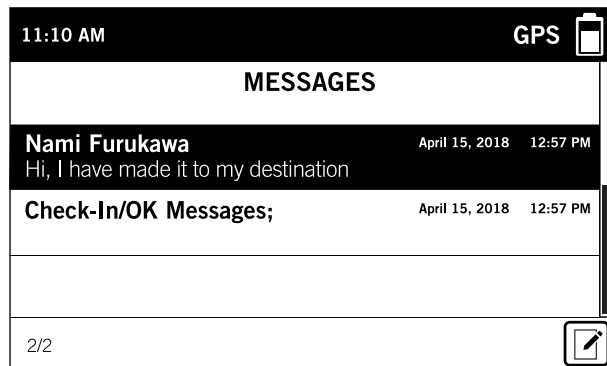 11:10 AM GPS
MESSAGES
Nami Furukawa April 15, 2018 12:57 PM
Hi, I have made it to my destination
Check-In/OK Messages; April 15, 2018 12:57 PM
2/2